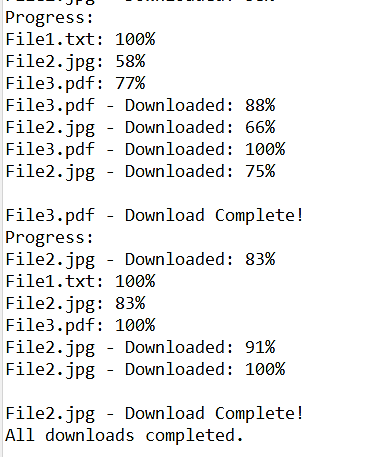 Progress:
File1.txt: 100%
File2.jpg: 58%
File3.pdf: 77%
File3.pdf - Downloaded: 88%
File2.jpg - Downloaded: 66%
File3.pdf - Downloaded: 100%
File2.jpg - Downloaded: 75%

File3.pdf - Download Complete!
Progress:
File2.jpg - Downloaded: 83%
File1.txt: 100%
File2.jpg: 83%
File3.pdf: 100%
File2.jpg - Downloaded: 91%
File2.jpg - Downloaded: 100%

File2.jpg - Download Complete!
All downloads completed.